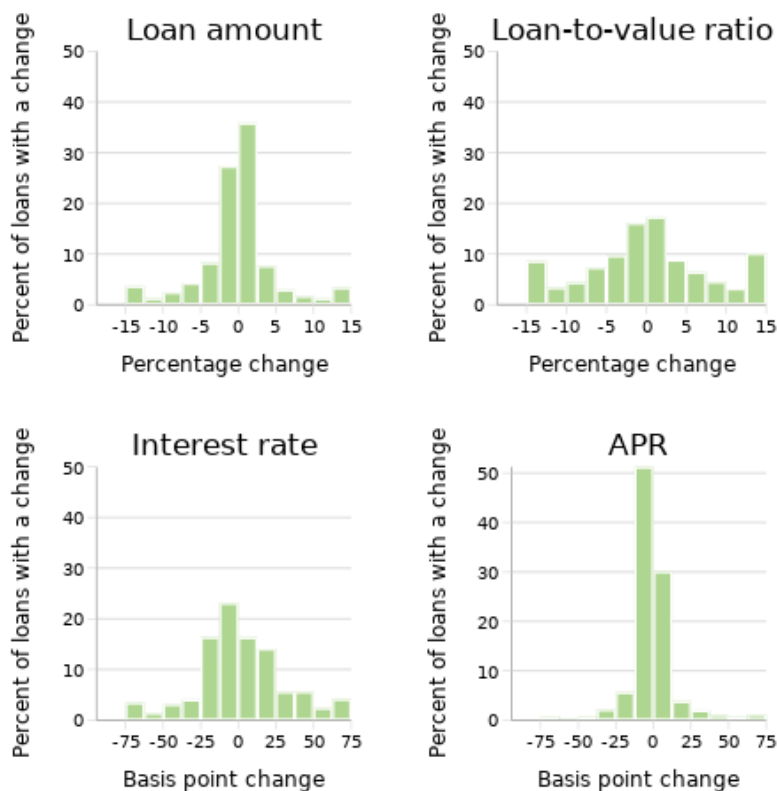 Loan amount
Percent of loans with a change
50
40
30
20
10
0
-15 -10 -5 0 5 10 15
Percentage change
Loan-to-value ratio
Percent of loans with a change
50
40
30
20
10
0
-15 -10 -5 0 5 10 15
Percentage change
Interest rate
Percent of loans with a change
50
40
30
20
10
0
-75 -50 -25 0 25 50 75
Basis point change
APR
Percent of loans with a change
50
40
30
20
10
0
-75 -50 -25 0 25 50 75
Basis point change